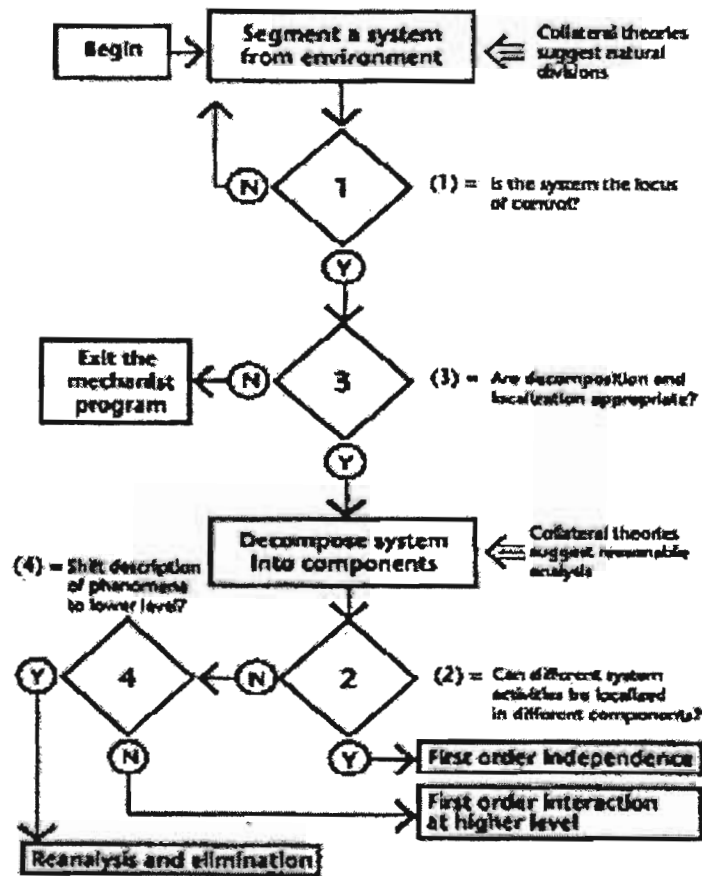 Begin
Segment a system
from environment
Collateral theories
suggest natural
divisions
N
1
(1) = Is the system the locus
of control?
Y
Exit the
mechanist
program
N
3
(3) = Are decomposition and
localization appropriate?
Y
Decompose system
into components
Collateral theories
suggest reasonable
analysis
(4) = Shift description
of phenomena
to lower level?
Y
4
N
2
(2) = Can different system
activities be localized
in different components?
N
Y
First order independence
First order interaction
at higher level
Reanalysis and elimination